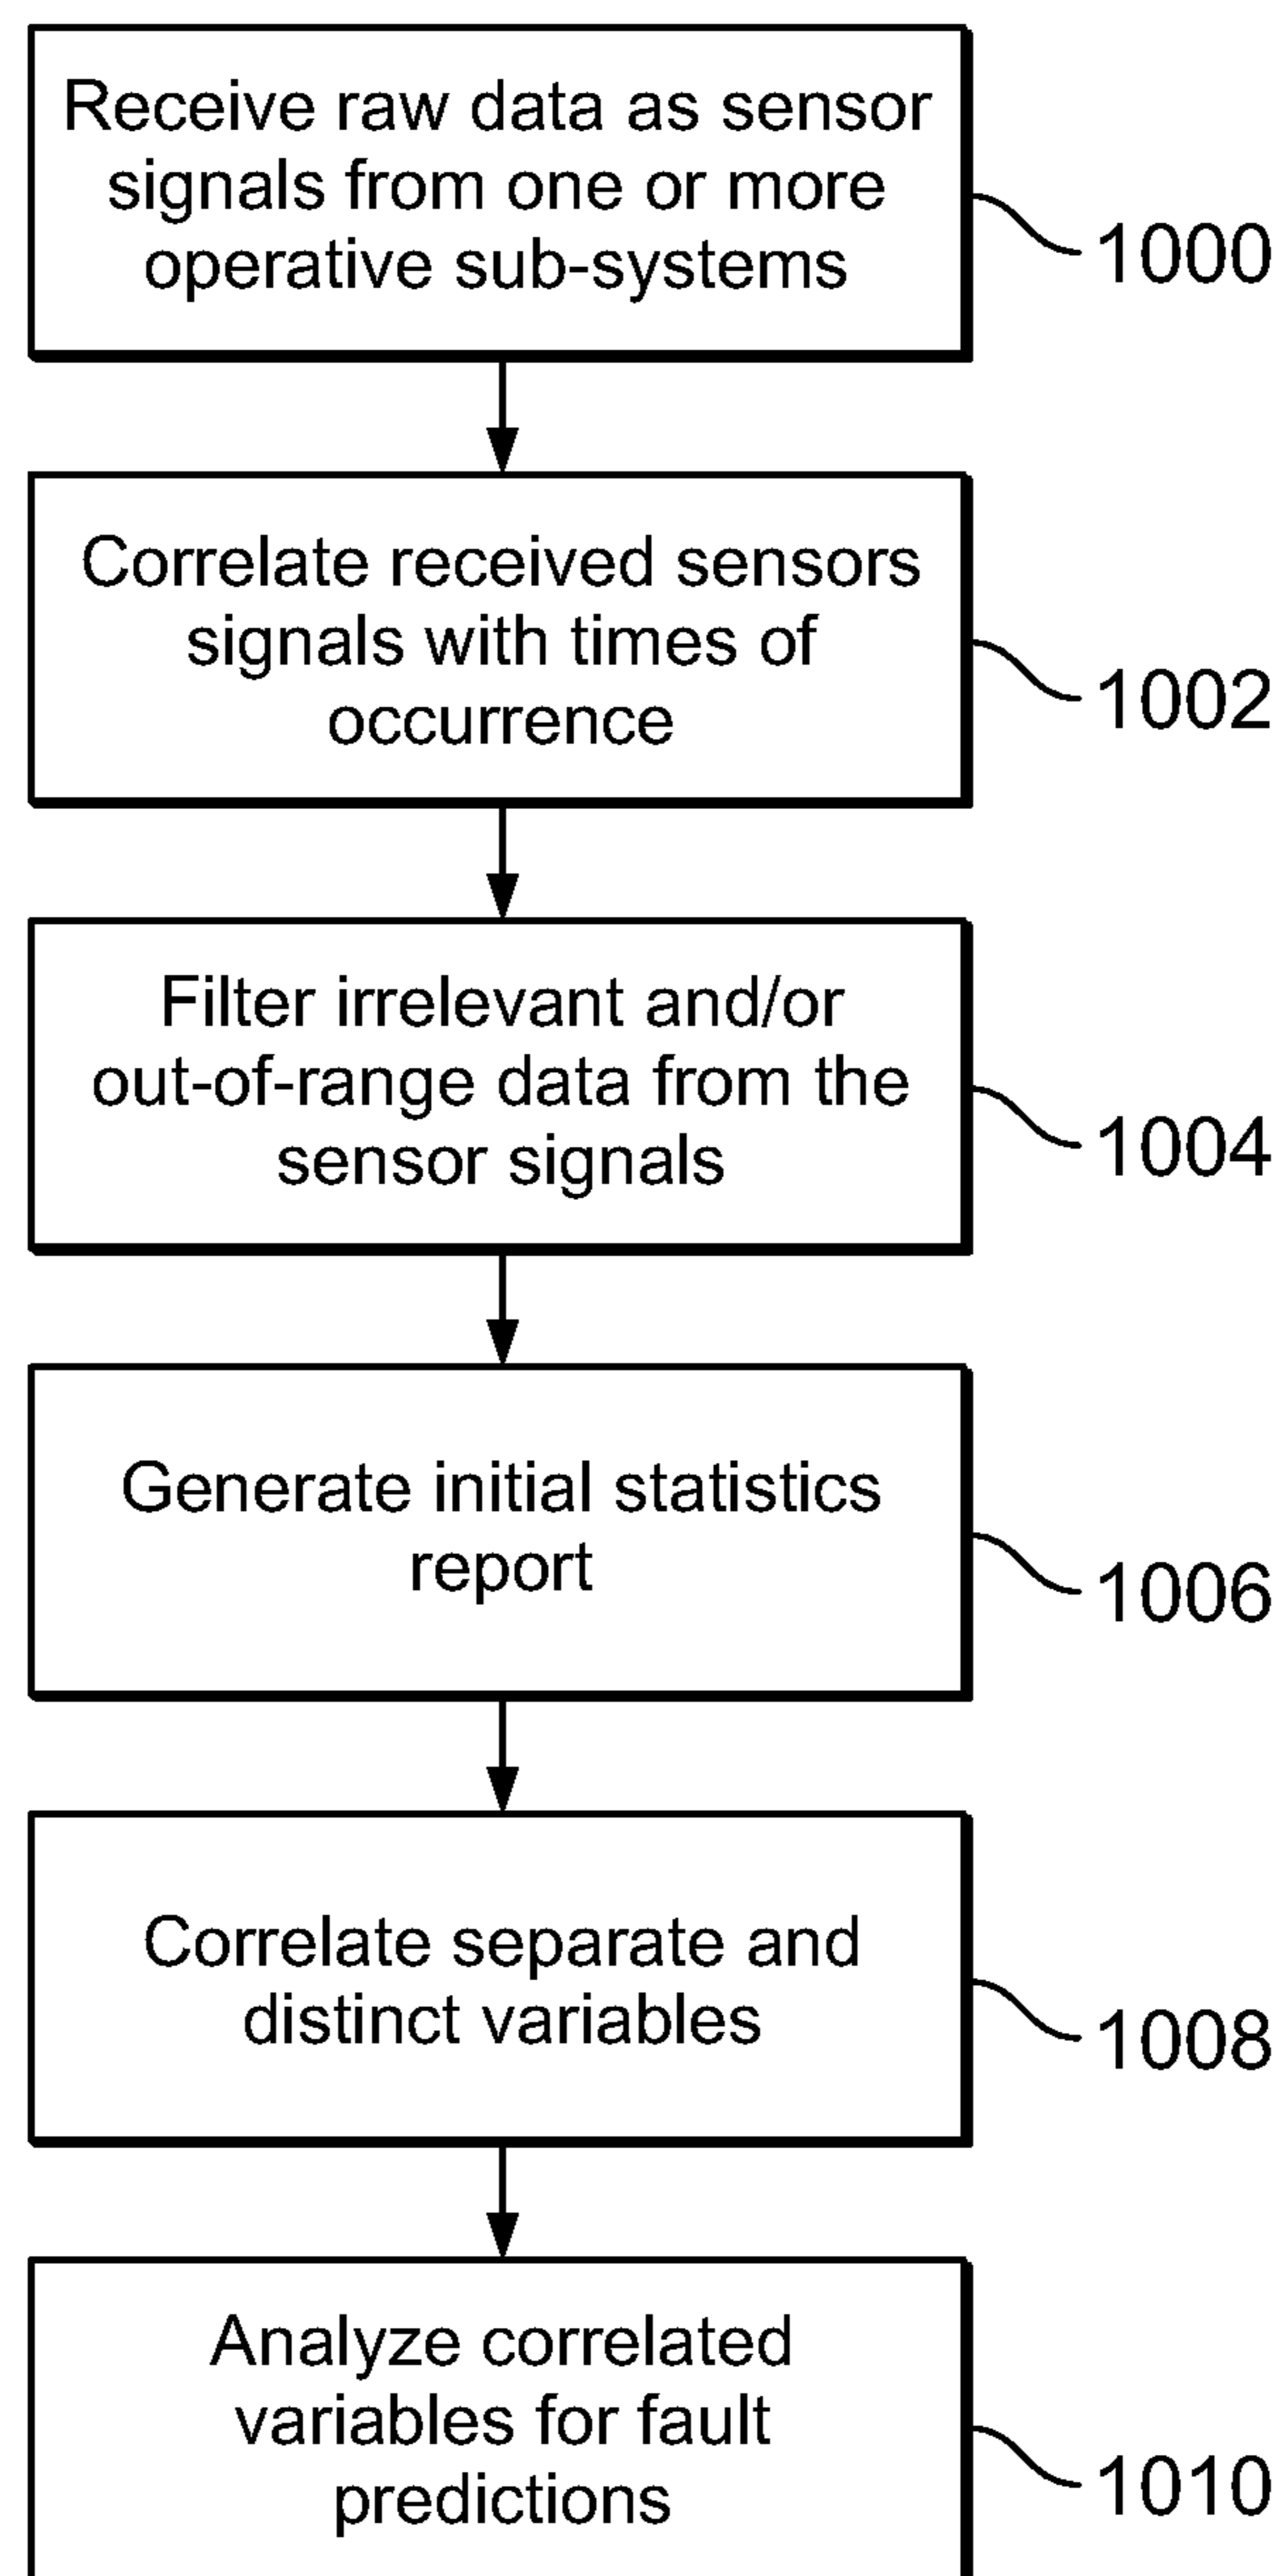 Receive raw data as sensor
signals from one or more
operative sub-systems
1000
Correlate received sensors
signals with times of
occurrence
1002
Filter irrelevant and/or
out-of-range data from the
sensor signals
1004
Generate initial statistics
report
1006
Correlate separate and
distinct variables
1008
Analyze correlated
variables for fault
predictions
1010